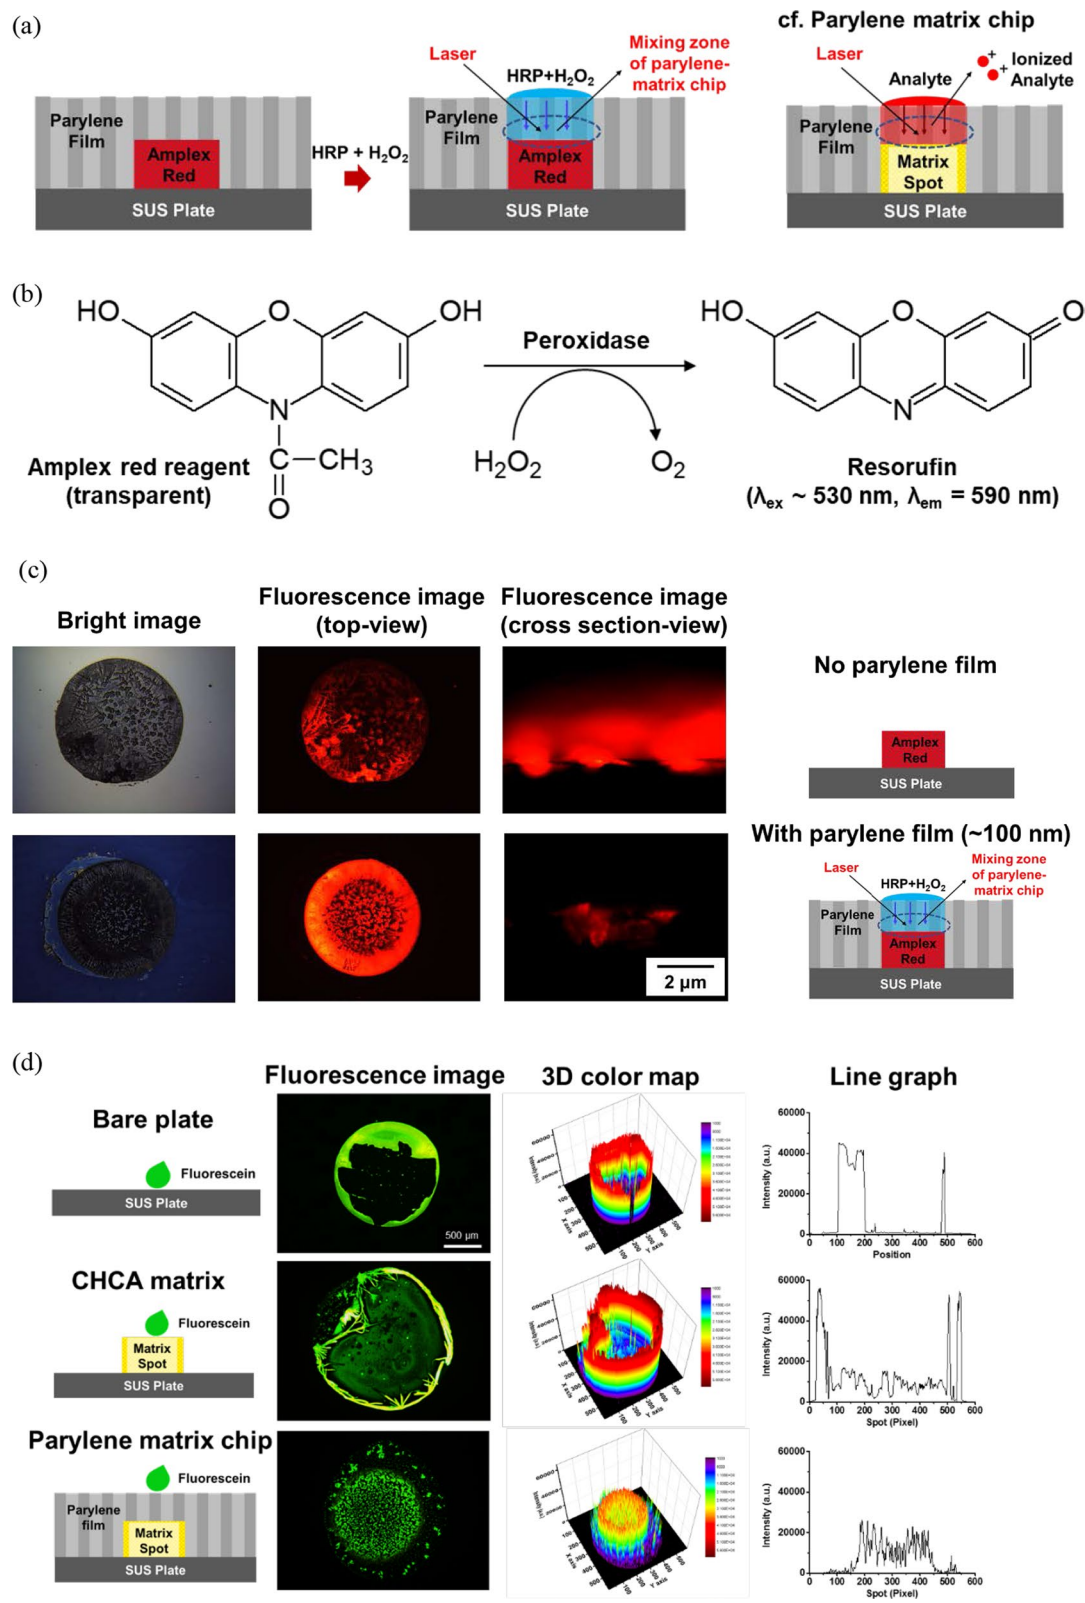 (a)
Parylene
Film
Amplex
Red
SUS Plate
HRP + H₂O₂
Laser
HRP+H₂O₂
Mixing zone
of parylene-
matrix chip
Parylene
Film
Amplex
Red
SUS Plate
cf. Parylene matrix chip
Laser
Analyte
+
+
Ionized
Analyte
Parylene
Film
Matrix
Spot
SUS Plate
(b)
HO
O
OH
N
C—CH₃
O
Amplex red reagent
(transparent)
Peroxidase
H₂O₂
O₂
HO
O
O
N
Resorufin
(λex ~ 530 nm, λem = 590 nm)
(c)
Bright image
Fluorescence image
(top-view)
Fluorescence image
(cross section-view)
No parylene film
Amplex
Red
SUS Plate
2 μm
With parylene film (~100 nm)
Laser
HRP+H₂O₂
Mixing zone
of parylene-
matrix chip
Parylene
Film
Amplex
Red
SUS Plate
(d)
Fluorescence image
3D color map
Line graph
Bare plate
Fluorescein
SUS Plate
500 μm
Intensity (a.u.)
X axis
Y axis
Intensity (a.u.)
60000
40000
20000
0
0 100 200 300 400 500 600
Position
CHCA matrix
Fluorescein
Matrix
Spot
SUS Plate
X axis
Y axis
Intensity (a.u.)
60000
40000
20000
0
0 100 200 300 400 500 600
Spot (Pixel)
Parylene matrix chip
Fluorescein
Parylene
film
Matrix
Spot
SUS Plate
X axis
Y axis
Intensity (a.u.)
60000
40000
20000
0
0 100 200 300 400 500 600
Spot (Pixel)